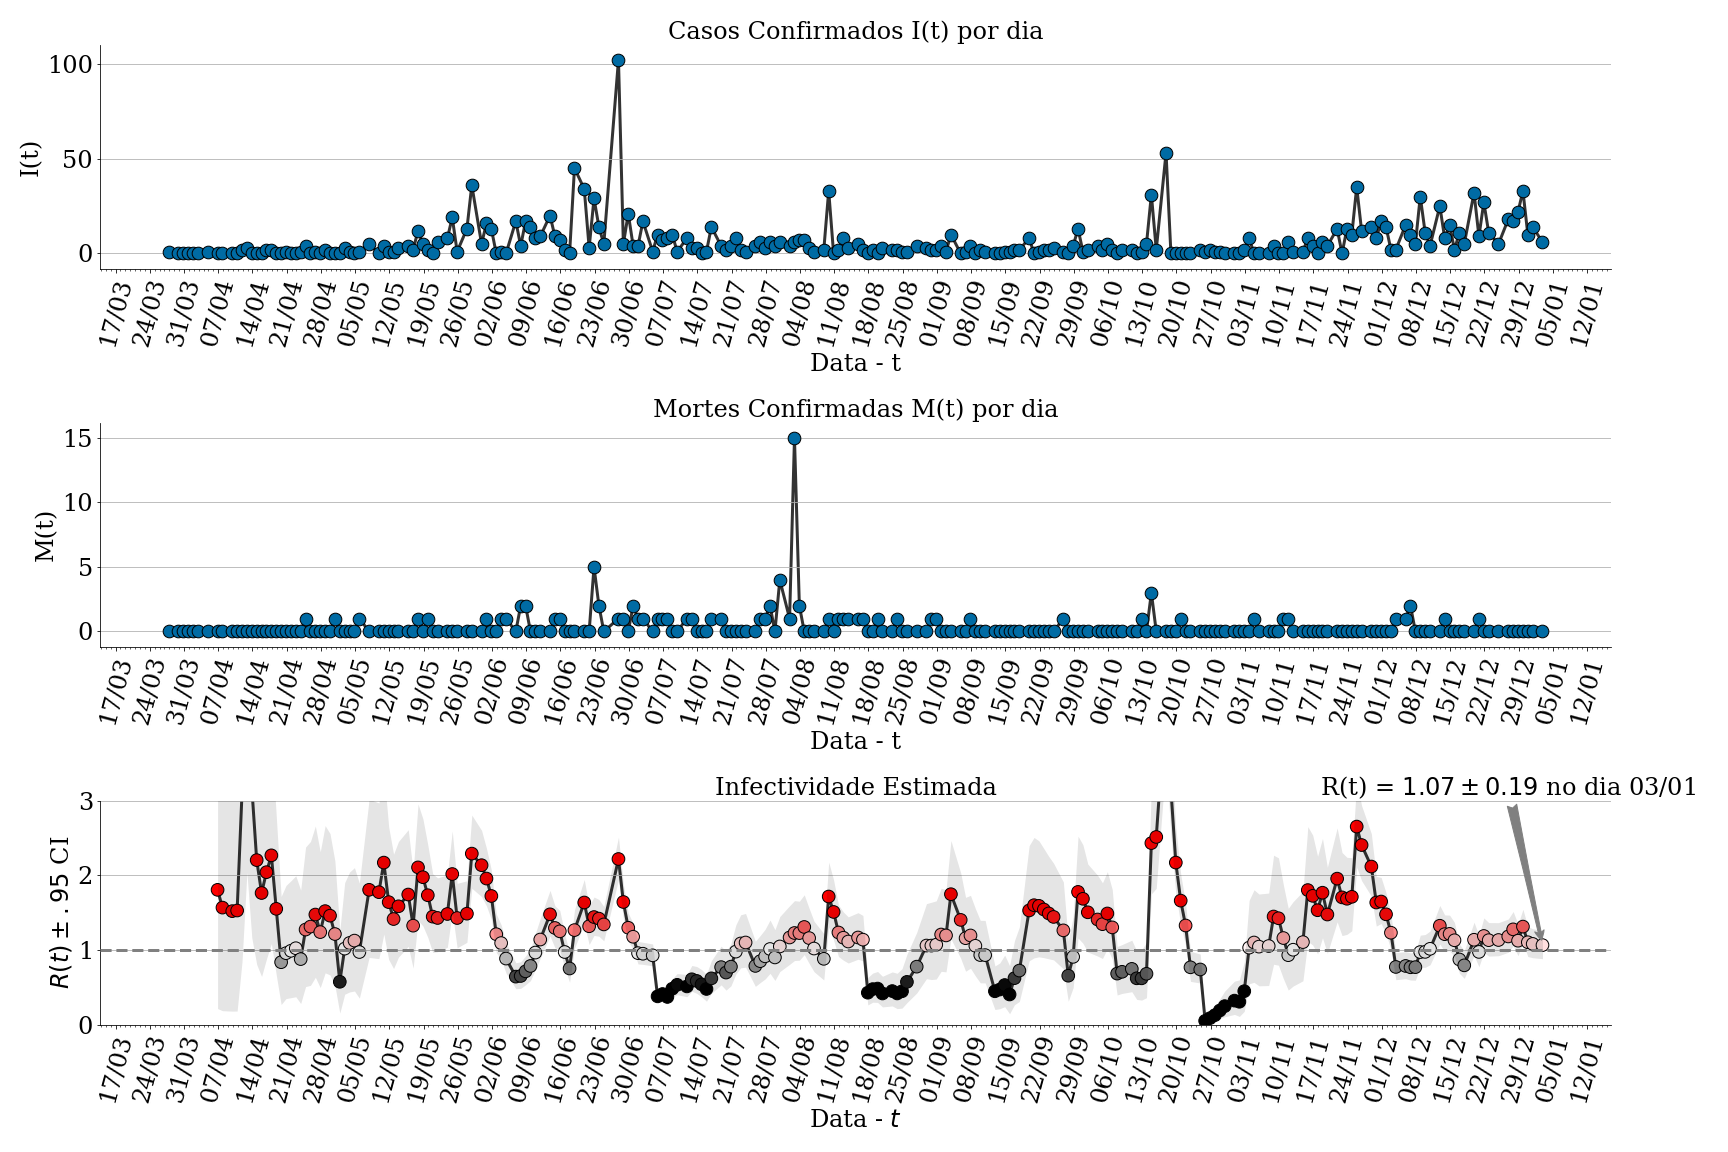 Casos Confirmados I(t) por dia
100
50
0
I(t)
17/03 24/03 31/03 07/04 14/04 21/04 28/04 05/05 12/05 19/05 26/05 02/06 09/06 16/06 23/06 30/06 07/07 14/07 21/07 28/07 04/08 11/08 18/08 25/08 01/09 08/09 15/09 22/09 29/09 06/10 13/10 20/10 27/10 03/11 10/11 17/11 24/11 01/12 08/12 15/12 22/12 29/12 05/01 12/01
Data - t
Mortes Confirmadas M(t) por dia
15
10
5
0
M(t)
17/03 24/03 31/03 07/04 14/04 21/04 28/04 05/05 12/05 19/05 26/05 02/06 09/06 16/06 23/06 30/06 07/07 14/07 21/07 28/07 04/08 11/08 18/08 25/08 01/09 08/09 15/09 22/09 29/09 06/10 13/10 20/10 27/10 03/11 10/11 17/11 24/11 01/12 08/12 15/12 22/12 29/12 05/01 12/01
Data - t
Infectividade Estimada
R(t) = 1.07 ± 0.19 no dia 03/01
3
2
1
0
R(t) ± .95 CI
17/03 24/03 31/03 07/04 14/04 21/04 28/04 05/05 12/05 19/05 26/05 02/06 09/06 16/06 23/06 30/06 07/07 14/07 21/07 28/07 04/08 11/08 18/08 25/08 01/09 08/09 15/09 22/09 29/09 06/10 13/10 20/10 27/10 03/11 10/11 17/11 24/11 01/12 08/12 15/12 22/12 29/12 05/01 12/01
Data - t